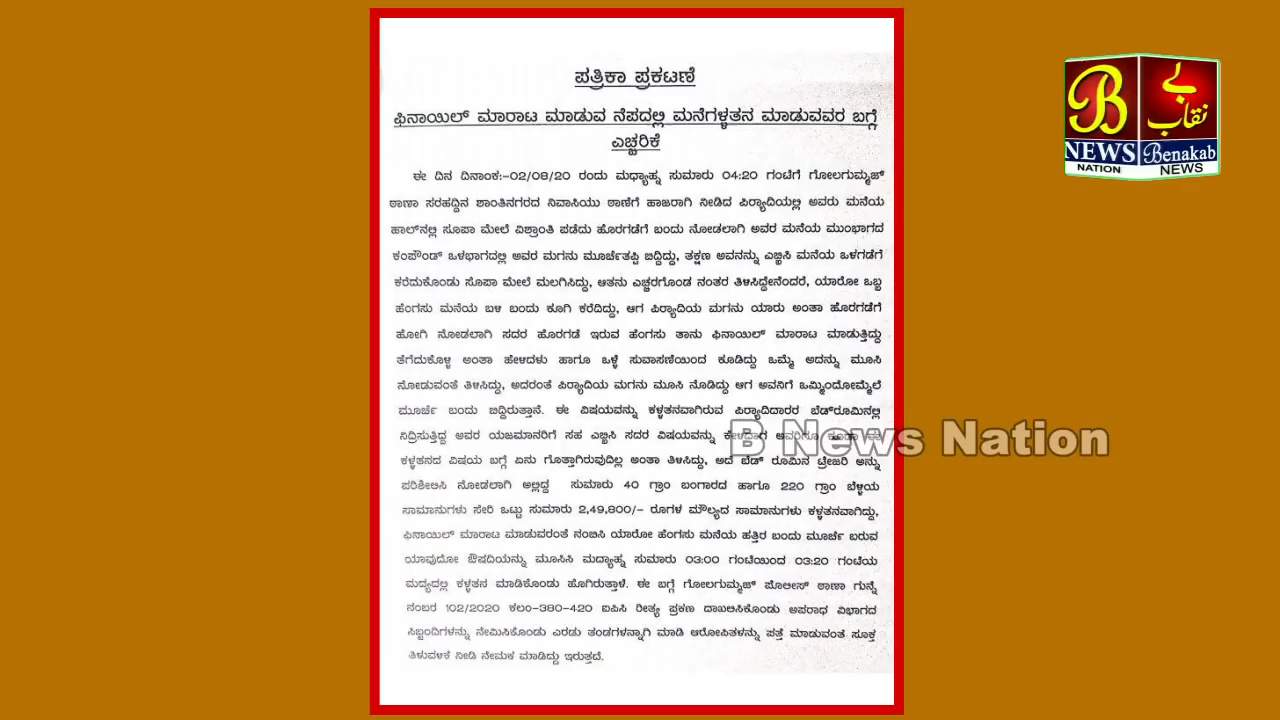 ಪತ್ರಿಕಾ ಪ್ರಕಟಣೆ
ಫಿನಾಯಿಲ್ ಮಾರಾಟ ಮಾಡುವ ನೆಪದಲ್ಲಿ ಮನೆಗಳ್ಳತನ ಮಾಡುವವರ ಬಗ್ಗೆ
ಎಚ್ಚರಿಕೆ
ಈ ದಿನ ದಿನಾಂಕ:-02/08/20 ರಂದು ಮಧ್ಯಾಹ್ನ ಸುಮಾರು 04:20 ಗಂಟೆಗೆ ಗೋಲಗುಮ್ಮಜ್
ಠಾಣಾ ಸರಹದ್ದಿನ ಶಾಂತಿನಗರದ ನಿವಾಸಿಯು ಠಾಣೆಗೆ ಹಾಜರಾಗಿ ನೀಡಿದ ಪಿರ‍್ಯಾದಿಯಲ್ಲಿ ಅವರು ಮನೆಯ
ಹಾಲ್‌ನಲ್ಲಿ ಸೂಪಾ ಮೇಲೆ ವಿಶ್ರಾಂತಿ ಪಡೆದು ಹೊರಗಡೆಗೆ ಬಂದು ನೋಡಲಾಗಿ ಅವರ ಮನೆಯ ಮುಂಭಾಗದ
ಕಂಪೌಂಡ್ ಒಳಭಾಗದಲ್ಲಿ ಅವರ ಮಗನು ಮೂರ್ಚೆತಪ್ಪಿ ಬಿದ್ದಿದ್ದು, ತಕ್ಷಣ ಅವನನ್ನು ಎಬ್ಬಿಸಿ ಮನೆಯ ಒಳಗಡೆಗೆ
ಕರೆದುಕೊಂಡು ಸೊಪಾ ಮೇಲೆ ಮಲಗಿಸಿದ್ದು, ಆತನು ಎಚ್ಚರಗೊಂಡ ನಂತರ ತಿಳಿಸಿದ್ದೇನೆಂದರೆ, ಯಾರೋ ಒಬ್ಬ
ಹೆಂಗಸು ಮನೆಯ ಬಳಿ ಬಂದು ಕೂಗಿ ಕರೆದಿದ್ದು, ಆಗ ಪಿರ‍್ಯಾದಿಯ ಮಗನು ಯಾರು ಅಂತಾ ಹೊರಗಡೆಗೆ
ಹೋಗಿ ನೋಡಲಾಗಿ ಸದರ ಹೊರಗಡೆ ಇರುವ ಹೆಂಗಸು ತಾನು ಫಿನಾಯಿಲ್ ಮಾರಾಟ ಮಾಡುತ್ತಿದ್ದು
ತೆಗೆದುಕೊಳ್ಳಿ ಅಂತಾ ಹೇಳಿದಳು ಹಾಗೂ ಒಳ್ಳೆ ಸುವಾಸಣೆಯಿಂದ ಕೂಡಿದ್ದು ಒಮ್ಮೆ ಅದನ್ನು ಮೂಸಿ
ನೋಡುವಂತೆ ತಿಳಿಸಿದ್ದು, ಅದರಂತೆ ಪಿರ‍್ಯಾದಿಯ ಮಗನು ಮೂಸಿ ನೊಡಿದ್ದು ಆಗ ಅವನಿಗೆ ಒಮ್ಮಿಂದೋಮ್ಮೆಲೆ
ಮೂರ್ಚೆ ಬಂದು ಬಿದ್ದಿರುತ್ತಾನೆ. ಈ ವಿಷಯವನ್ನು ಕಳ್ಳತನವಾಗಿರುವ ಪಿರ‍್ಯಾದಿದಾರರ ಬೆಡ್‌ರೂಮಿನಲ್ಲಿ
ನಿದ್ರಿಸುತ್ತಿದ್ದ ಅವರ ಯಜಮಾನರಿಗೆ ಸಹ ಎಬ್ಬಿಸಿ ಸದರ ವಿಷಯವನ್ನು ಕೇಳಿದಾಗ ಅವರಿಗೂ ಕೂಡಾ ಈ
ಕಳ್ಳತನದ ವಿಷಯ ಬಗ್ಗೆ ಏನು ಗೊತ್ತಾಗಿರುವುದಿಲ್ಲ ಅಂತಾ ತಿಳಿಸಿದ್ದು, ಅದೆ ಬೆಡ್ ರೂಮಿನ ಟ್ರೇಜರಿ ಅನ್ನು
ಪರಿಶೀಲಿಸಿ ನೋಡಲಾಗಿ ಅಲ್ಲಿದ್ದ ಸುಮಾರು 40 ಗ್ರಾಂ ಬಂಗಾರದ ಹಾಗೂ 220 ಗ್ರಾಂ ಬೆಳ್ಳಿಯ
ಸಾಮಾನುಗಳು ಸೇರಿ ಒಟ್ಟು ಸುಮಾರು 2,49,800/- ರೂಗಳ ಮೌಲ್ಯದ ಸಾಮಾನುಗಳು ಕಳ್ಳತನವಾಗಿದ್ದು,
ಫಿನಾಯಿಲ್ ಮಾರಾಟ ಮಾಡುವರಂತೆ ನಂಬಿಸಿ ಯಾರೋ ಹೆಂಗಸು ಮನೆಯ ಹತ್ತಿರ ಬಂದು ಮೂರ್ಚೆ ಬರುವ
ಯಾವುದೋ ಔಷದಿಯನ್ನು ಮೂಸಿಸಿ ಮದ್ಯಾಹ್ನ ಸುಮಾರು 03:00 ಗಂಟೆಯಿಂದ 03:20 ಗಂಟೆಯ
ಮದ್ಯದಲ್ಲಿ ಕಳ್ಳತನ ಮಾಡಿಕೊಂಡು ಹೊಗಿರುತ್ತಾಳೆ. ಈ ಬಗ್ಗೆ ಗೋಲಗುಮ್ಮಜ್ ಪೊಲೀಸ್ ಠಾಣಾ ಗುನ್ನೆ
ನಂಬರ 102/2020 ಕಲಂ-380-420 ಐಪಿಸಿ ರೀತ್ಯ ಪ್ರಕಣ ದಾಖಲಿಸಿಕೊಂಡು ಅಪರಾಧ ವಿಭಾಗದ
ಸಿಬ್ಬಂದಿಗಳನ್ನು ನೇಮಿಸಿಕೊಂಡು ಎರಡು ತಂಡಗಳನ್ನಾಗಿ ಮಾಡಿ ಆರೋಪಿತಳನ್ನು ಪತ್ತೆ ಮಾಡುವಂತೆ ಸೂಕ್ತ
ತಿಳುವಳಿಕೆ ನೀಡಿ ನೇಮಕ ಮಾಡಿದ್ದು ಇರುತ್ತದೆ.
B News Nation
B
NEWS
NATION
بے
نقاب
Benakab
NEWS